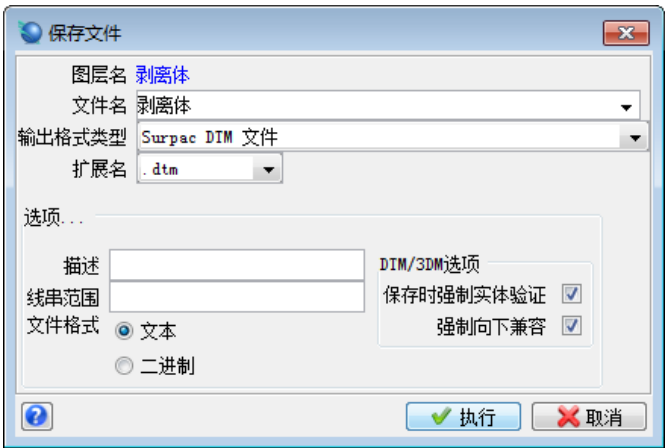 保存文件
图层名 剥离体
文件名 剥离体
输出格式类型 Surpac DTM 文件
扩展名 .dtm
选项...
描述
线串范围
文件格式 文本
二进制
DTM/3DM选项
保存时强制实体验证
强制向下兼容
执行 取消